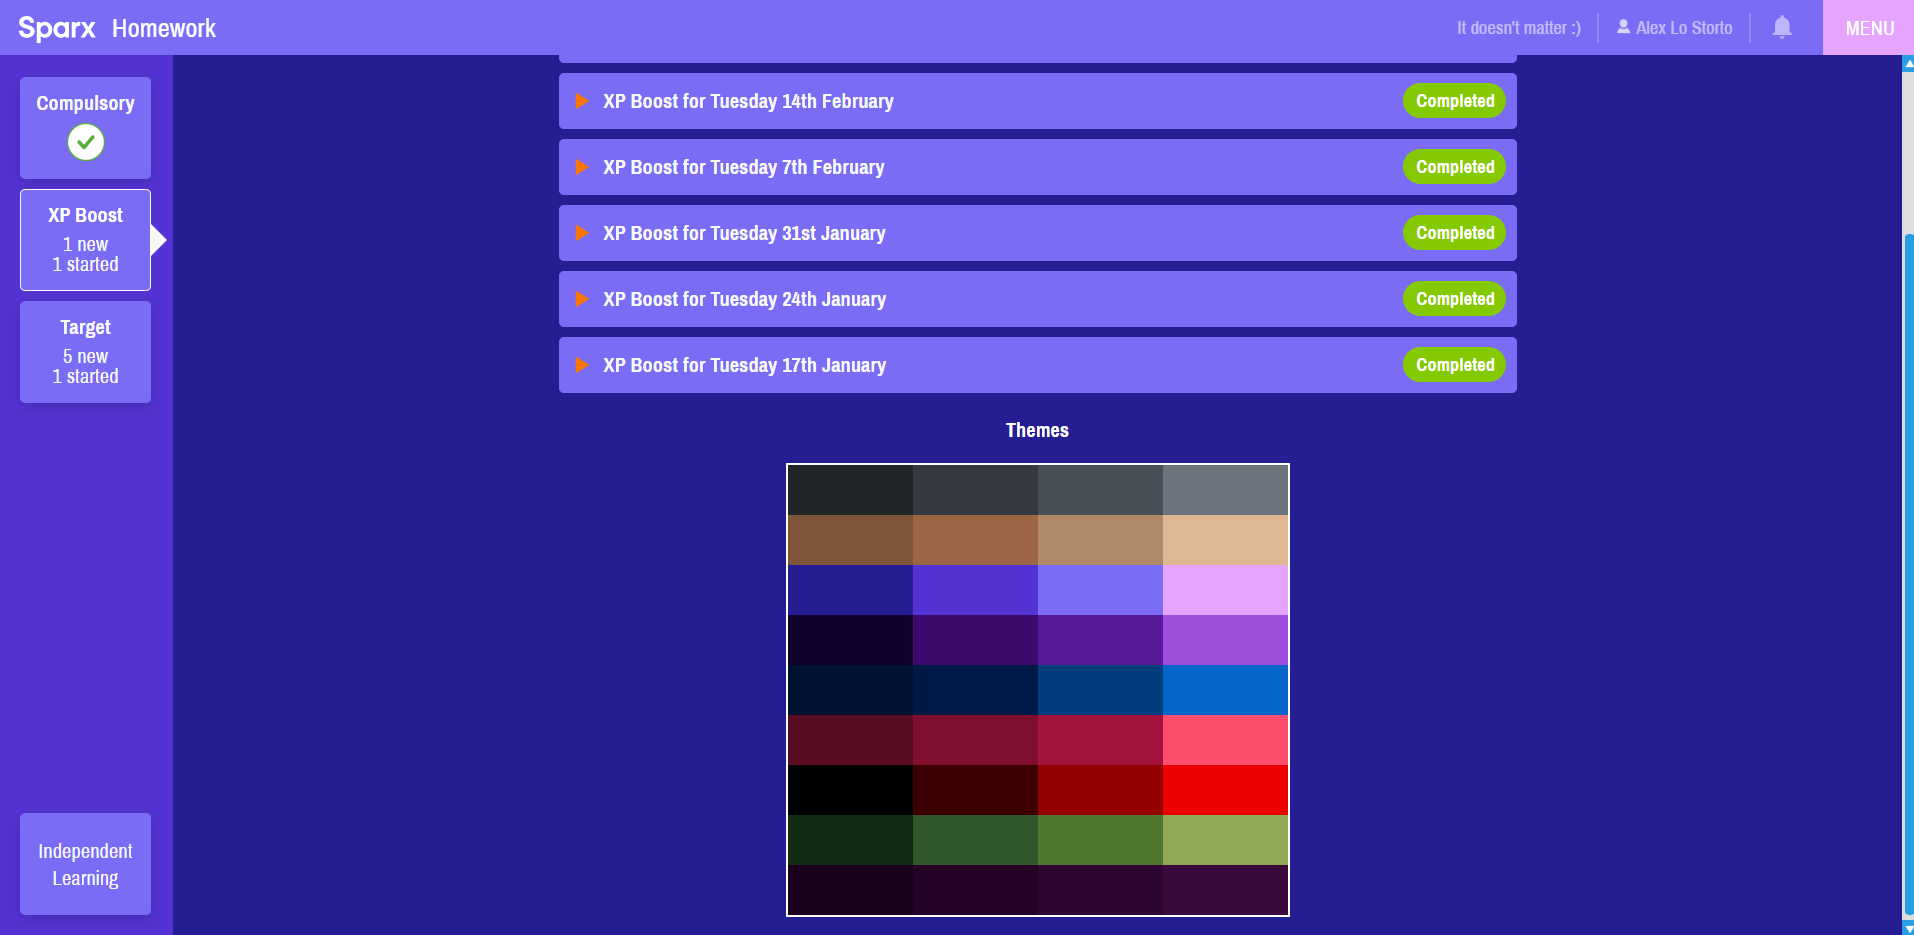 Sparx Homework
It doesn't matter :)
Alex Lo Storto
MENU
Compulsory
XP Boost
1 new
1 started
Target
5 new
1 started
Independent
Learning
XP Boost for Tuesday 14th February
Completed
XP Boost for Tuesday 7th February
Completed
XP Boost for Tuesday 31st January
Completed
XP Boost for Tuesday 24th January
Completed
XP Boost for Tuesday 17th January
Completed
Themes